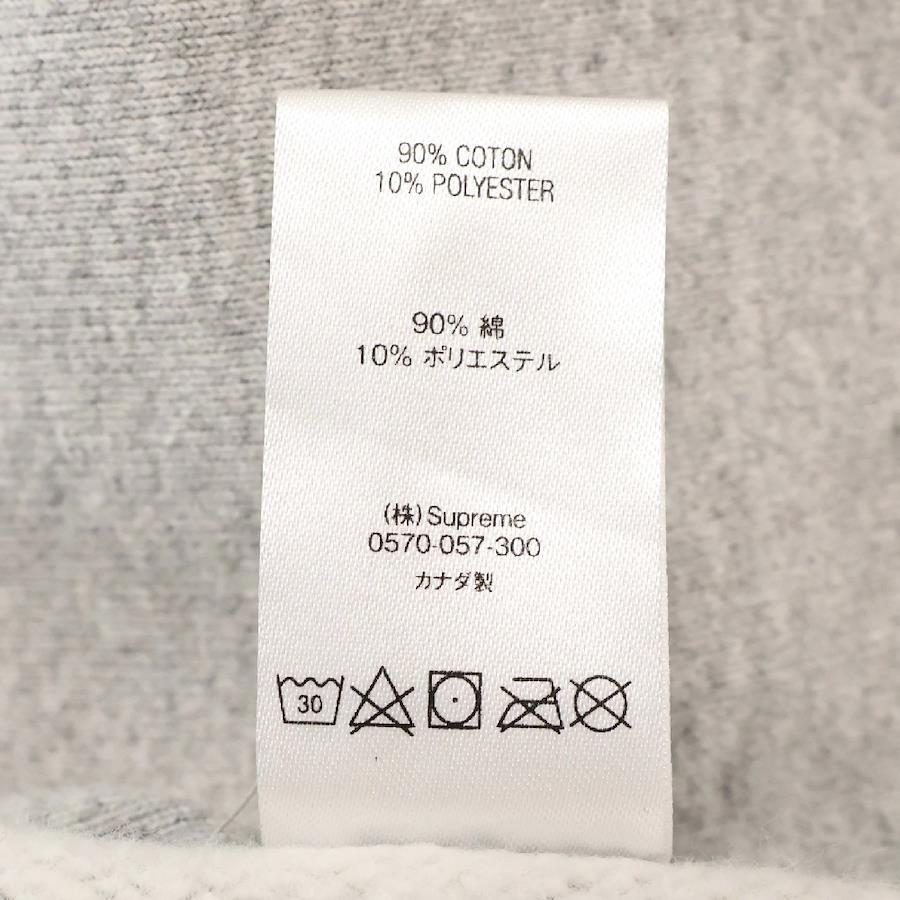 90% COTON
10% POLYESTER
90% 綿
10% ポリエステル
(株)Supreme
0570-057-300
カナダ製
30